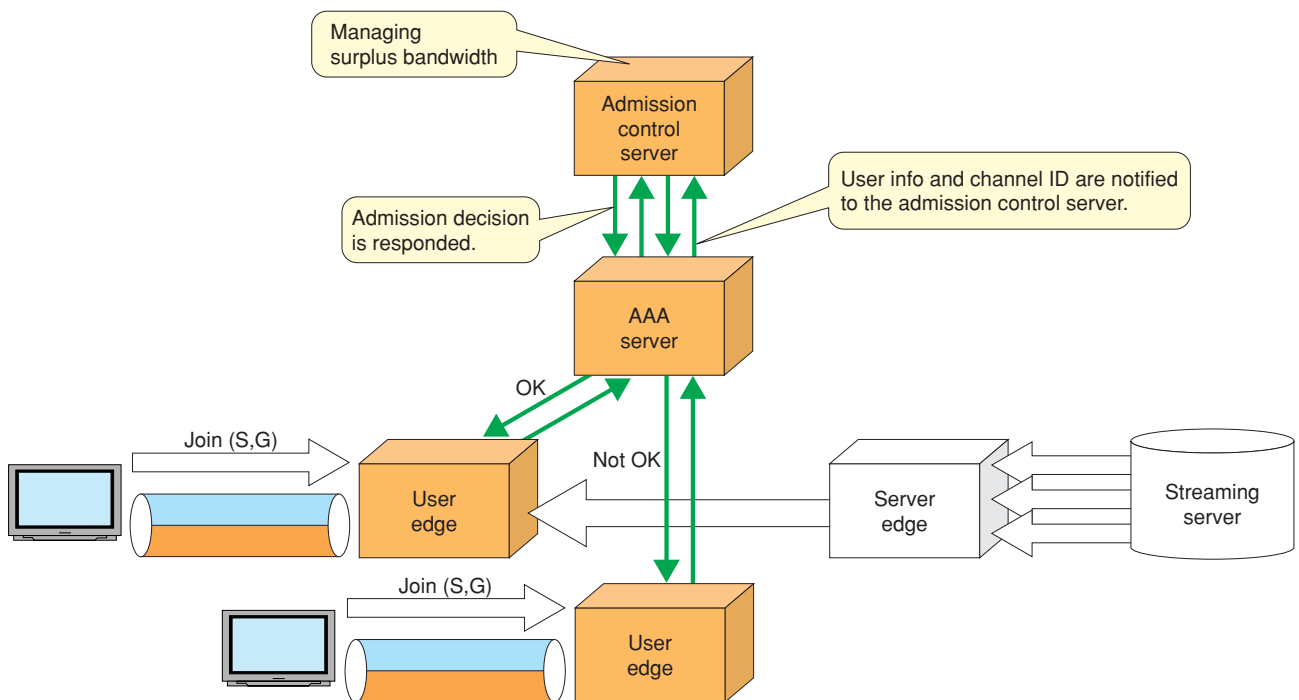 Managing
surplus bandwidth
Admission
control
server
User info and channel ID are notified
to the admission control server.
Admission decision
is responded.
AAA
server
OK
Join (S,G)
Not OK
User
edge
Server
edge
Streaming
server
Join (S,G)
User
edge